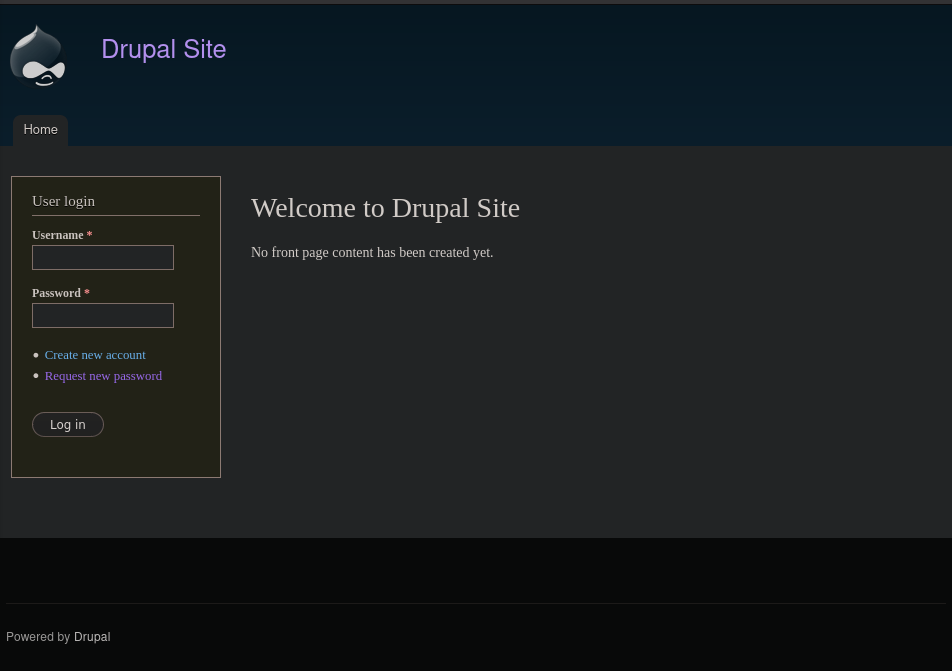 Drupal Site
Home
User login
Username *
Password *
Create new account
Request new password
Log in
Welcome to Drupal Site
No front page content has been created yet.
Powered by Drupal